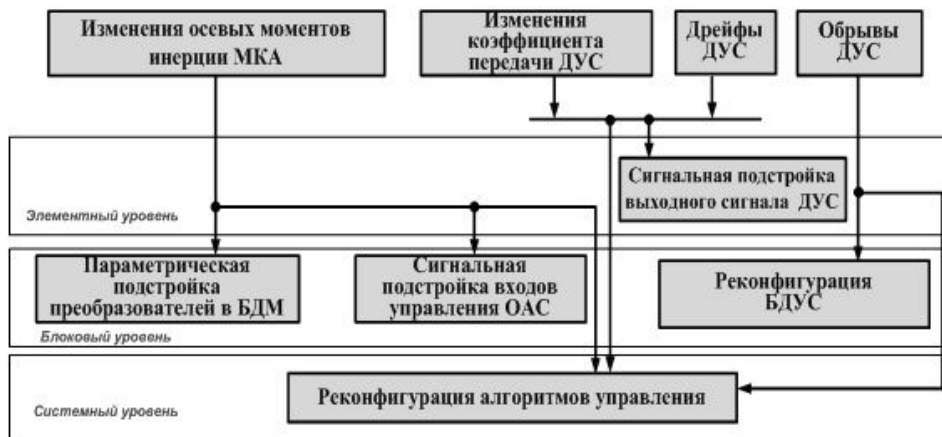 Изменения осевых моментов
инерции МКА
Изменения
коэффициента
передачи ДУС
Дрейфы
ДУС
Обрывы
ДУС
Сигнальная подстройка
выходного сигнала ДУС
Элементный уровень
Параметрическая
подстройка
преобразователей в БДМ
Сигнальная
подстройка входов
управления ОАС
Реконфигурация
БДУС
Блоковый уровень
Реконфигурация алгоритмов управления
Системный уровень